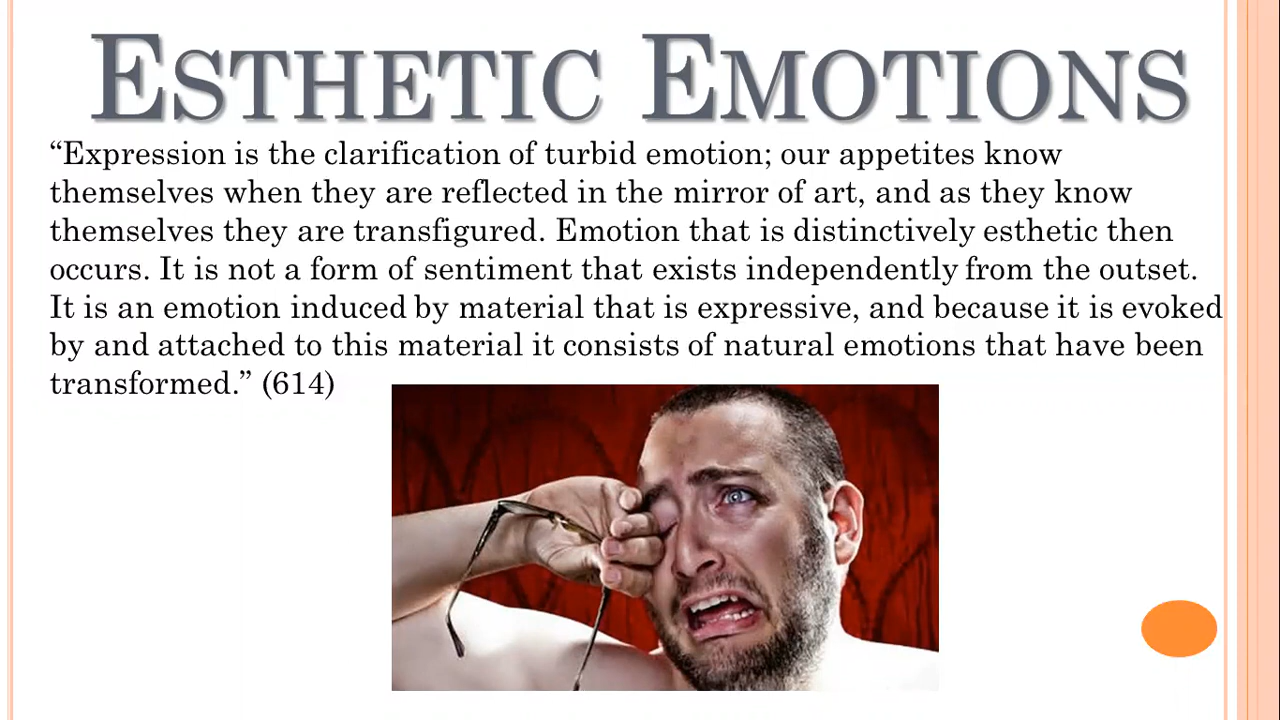 ESTHETIC EMOTIONS
“Expression is the clarification of turbid emotion; our appetites know
themselves when they are reflected in the mirror of art, and as they know
themselves they are transfigured. Emotion that is distinctively esthetic then
occurs. It is not a form of sentiment that exists independently from the outset.
It is an emotion induced by material that is expressive, and because it is evoked
by and attached to this material it consists of natural emotions that have been
transformed.” (614)